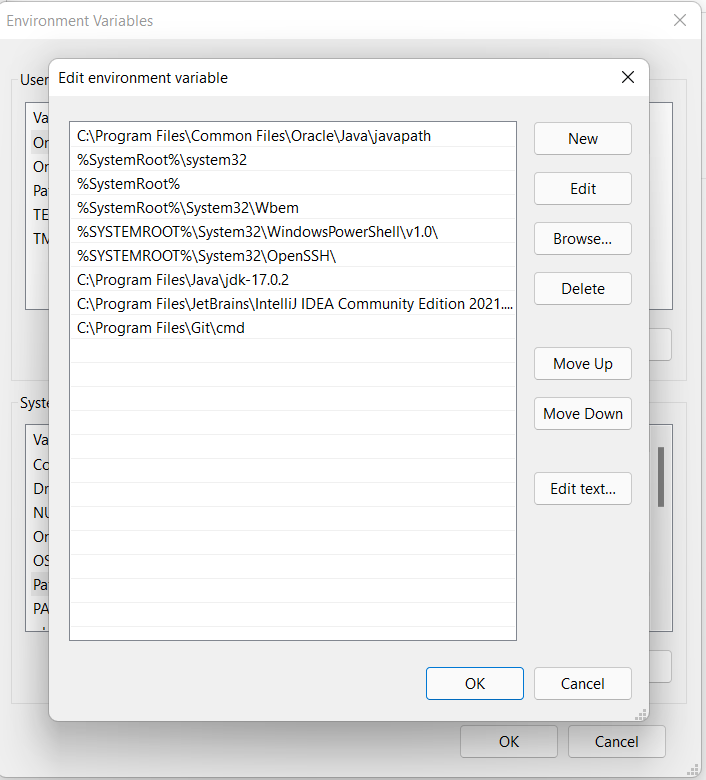 Environment Variables
Edit environment variable
User
Va
On
On
Pa
TE
TM
C:\Program Files\Common Files\Oracle\Java\javapath
%SystemRoot%\system32
%SystemRoot%
%SystemRoot%\System32\Wbem
%SYSTEMROOT%\System32\WindowsPowerShell\v1.0\
%SYSTEMROOT%\System32\OpenSSH\
C:\Program Files\Java\jdk-17.0.2
C:\Program Files\JetBrains\IntelliJ IDEA Community Edition 2021....
C:\Program Files\Git\cmd
New
Edit
Browse...
Delete
Move Up
Move Down
Edit text...
Syste
Va
Co
Dr
NU
On
OS
Pa
PA
OK
Cancel
OK
Cancel